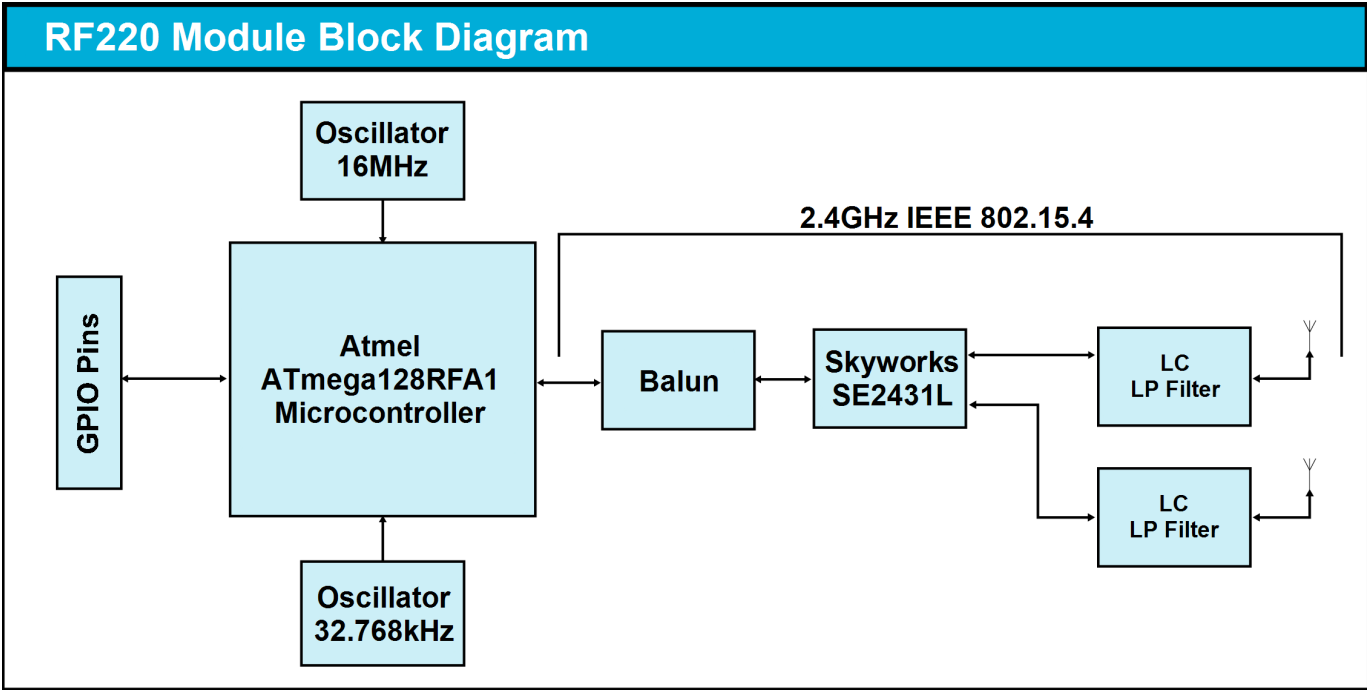 RF220 Module Block Diagram
Oscillator
16MHz
2.4GHz IEEE 802.15.4
GPIO Pins
Atmel
ATmega128RFA1
Microcontroller
Balun
Skyworks
SE2431L
LC
LP Filter
LC
LP Filter
Oscillator
32.768kHz